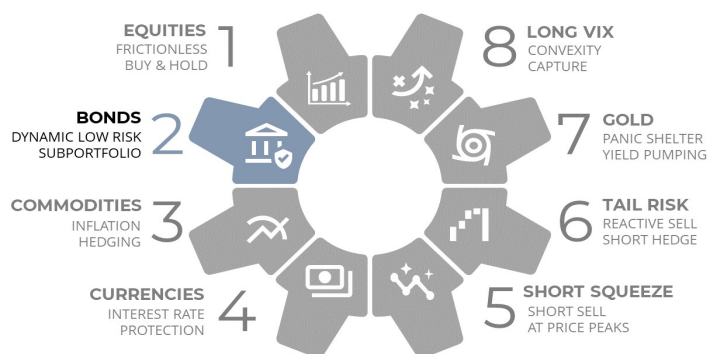 EQUITIES
FRICTIONLESS
BUY & HOLD
1
BONDS
DYNAMIC LOW RISK
SUBPORTFOLIO
2
COMMODITIES
INFLATION
HEDGING
3
CURRENCIES
INTEREST RATE
PROTECTION
4
5
SHORT SQUEEZE
SHORT SELL
AT PRICE PEAKS
6
TAIL RISK
REACTIVE SELL
SHORT HEDGE
7
GOLD
PANIC SHELTER
YIELD PUMPING
8
LONG VIX
CONVEXITY
CAPTURE